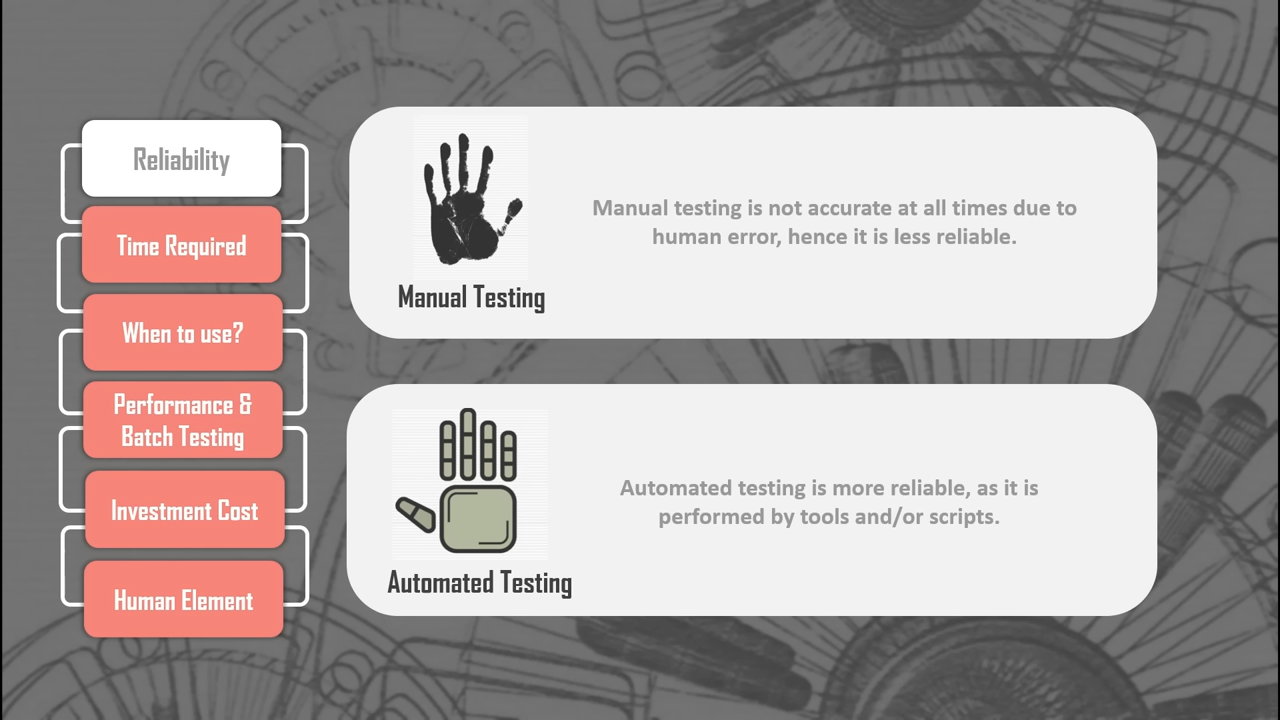 Reliability
Time Required
When to use?
Performance &
Batch Testing
Investment Cost
Human Element
Manual testing is not accurate at all times due to
human error, hence it is less reliable.
Manual Testing
Automated testing is more reliable, as it is
performed by tools and/or scripts.
Automated Testing